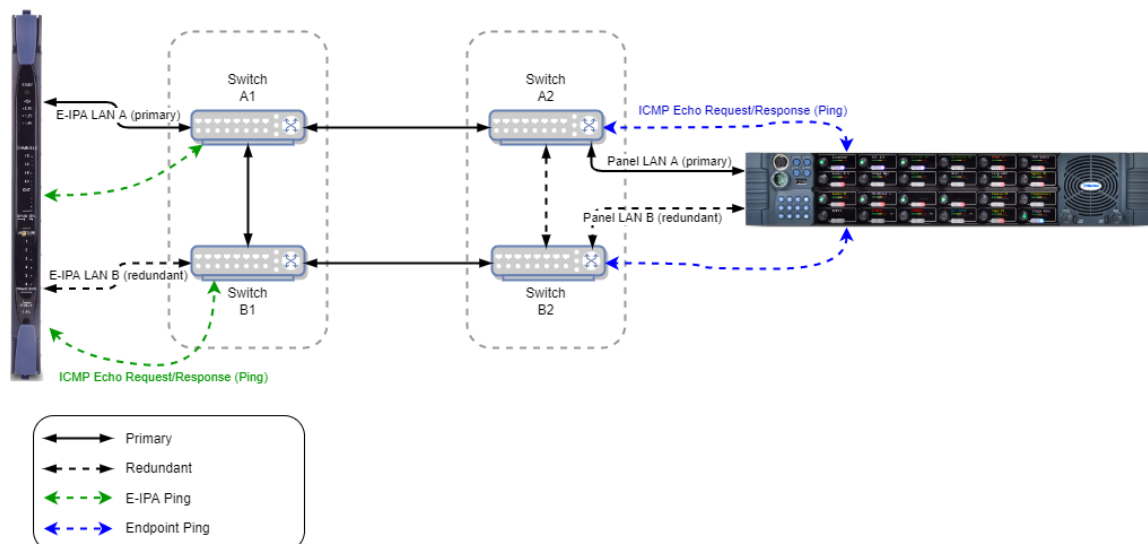 Switch
A1
Switch
A2
E-IPA LAN A (primary)
ICMP Echo Request/Response (Ping)
Panel LAN A (primary)
Panel LAN B (redundant)
E-IPA LAN B (redundant)
Switch
B1
Switch
B2
ICMP Echo Request/Response (Ping)
Primary
Redundant
E-IPA Ping
Endpoint Ping